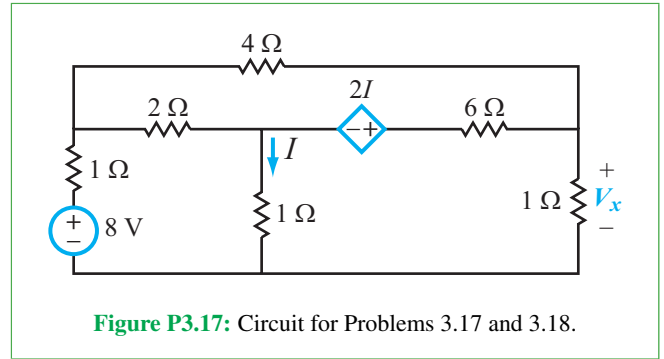 4 Ω
2I
2 Ω
6 Ω
I
1 Ω
+
1 Ω
Vx
−
− +
+
−
8 V
1 Ω
Figure P3.17: Circuit for Problems 3.17 and 3.18.